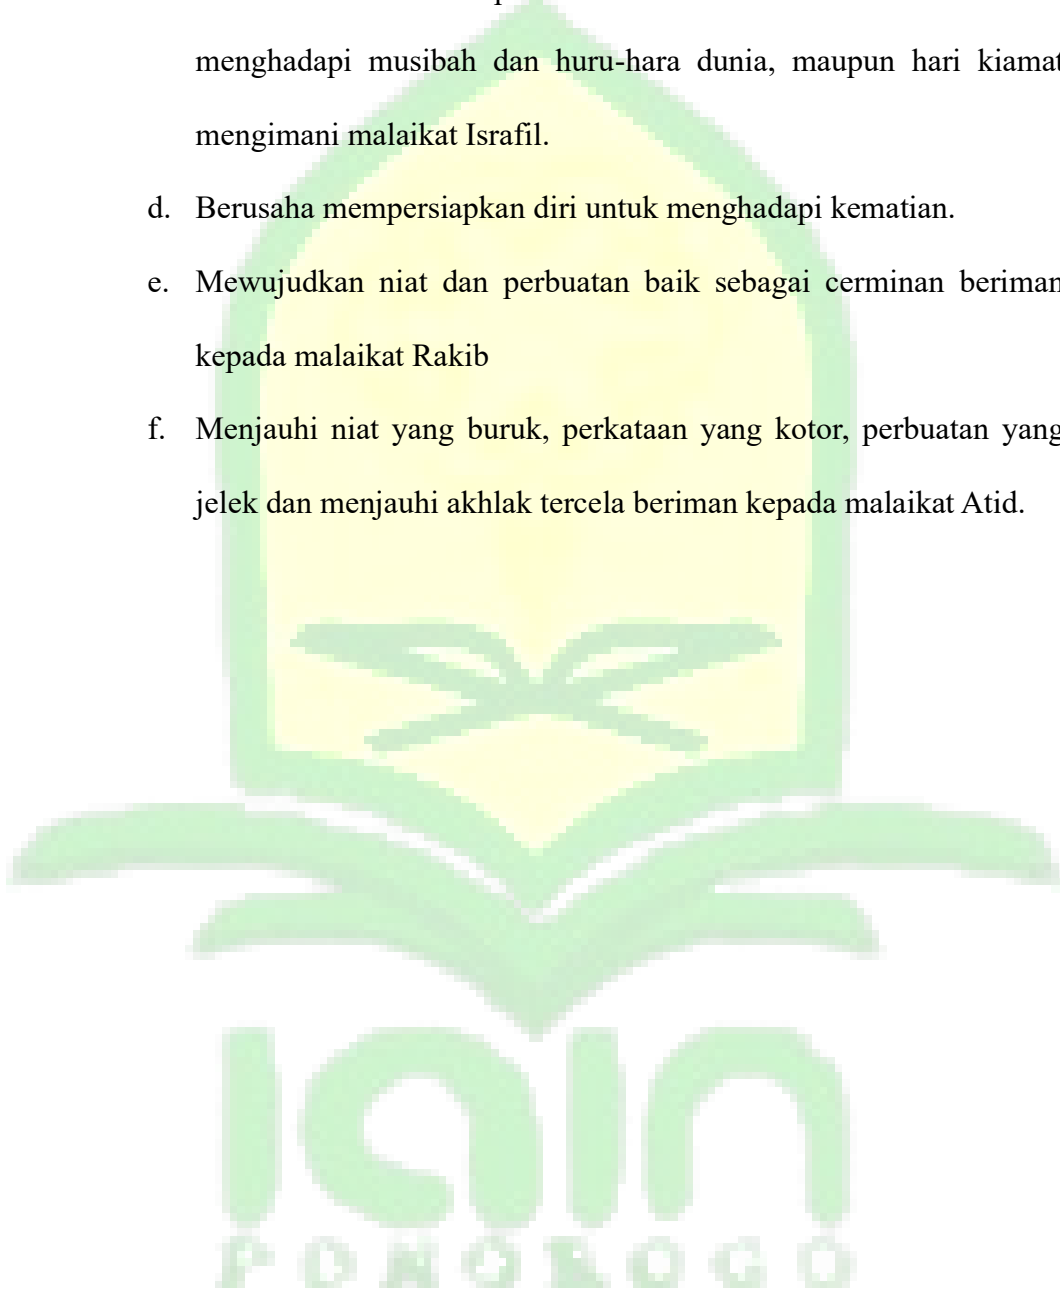 menghadapi musibah dan huru-hara dunia, maupun hari kiamat
mengimani malaikat Israfil.
d. Berusaha mempersiapkan diri untuk menghadapi kematian.
e. Mewujudkan niat dan perbuatan baik sebagai cerminan beriman
kepada malaikat Rakib
f. Menjauhi niat yang buruk, perkataan yang kotor, perbuatan yang
jelek dan menjauhi akhlak tercela beriman kepada malaikat Atid.
iain
PONOROGO